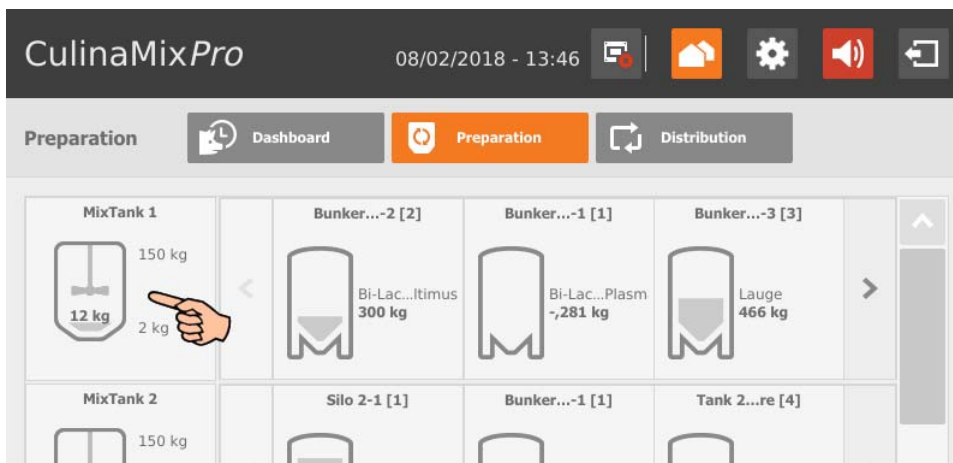 CulinaMixPro
08/02/2018 - 13:46
Preparation
Dashboard
Preparation
Distribution
MixTank 1
150 kg
12 kg
2 kg
Bunker...-2 [2]
Bi-Lac...ltimus
300 kg
Bunker...-1 [1]
Bi-Lac...Plasm
-,281 kg
Bunker...-3 [3]
Lauge
466 kg
MixTank 2
150 kg
Silo 2-1 [1]
Bunker...-1 [1]
Tank 2...re [4]